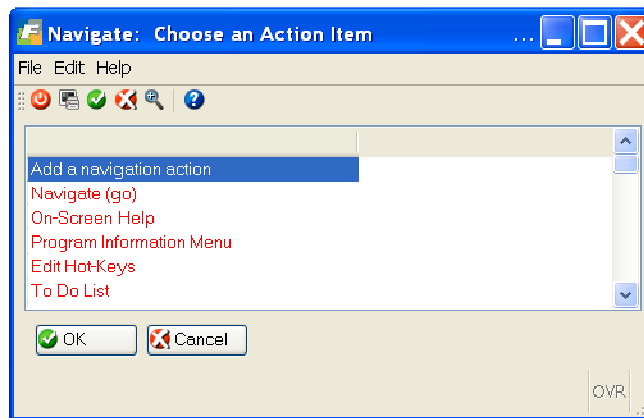 Navigate: Choose an Action Item ...
File Edit Help
Add a navigation action
Navigate (go)
On-Screen Help
Program Information Menu
Edit Hot-Keys
To Do List
OK Cancel
OVR